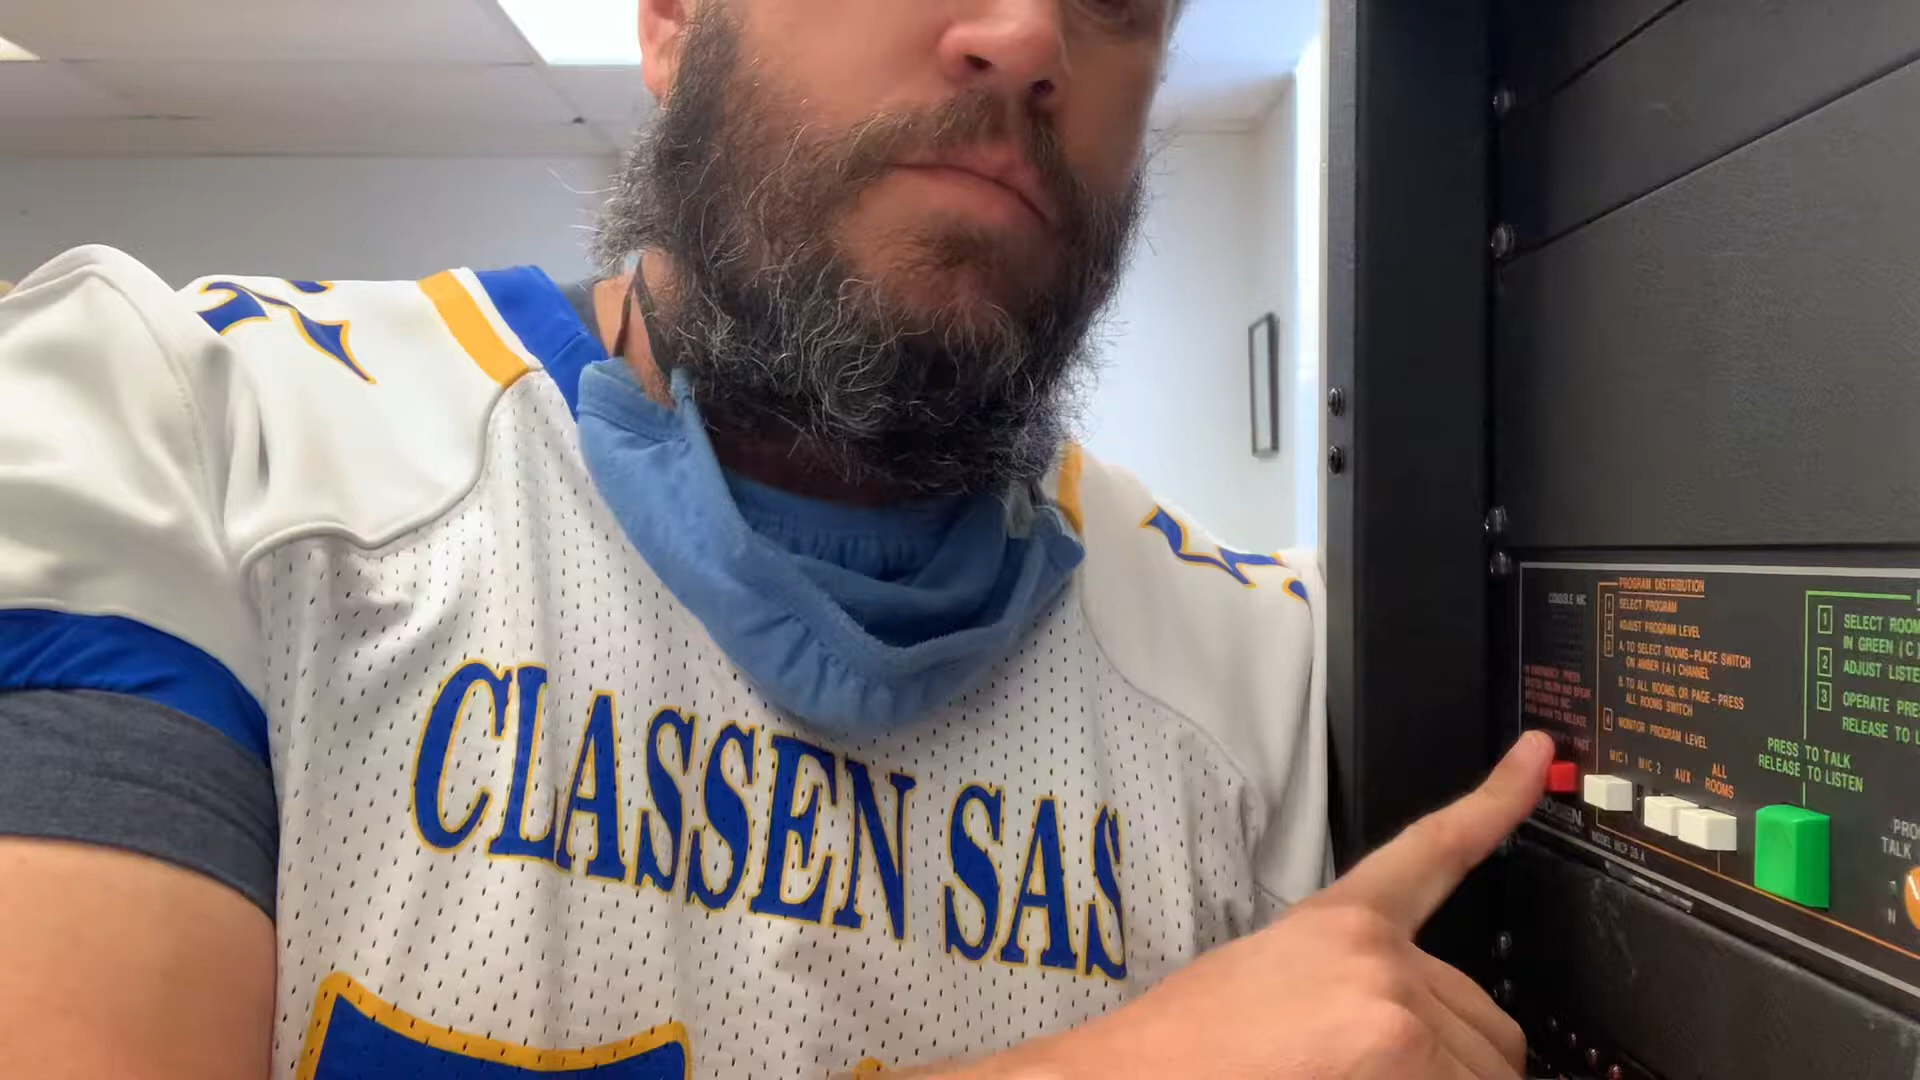 CLASSEN SAS
CONSOLE MIC
PROGRAM DISTRIBUTION
1 SELECT PROGRAM
2 ADJUST PROGRAM LEVEL
3 A. TO SELECT ROOMS-PLACE SWITCH
ON AMBER (A) CHANNEL
B. TO ALL ROOMS OR PAGE-PRESS
ALL ROOMS SWITCH
4 MONITOR PROGRAM LEVEL
MIC 1 MIC 2 AUX ALL
ROOMS
1 SELECT ROOM
IN GREEN (C)
2 ADJUST LISTE
3 OPERATE PRE
RELEASE TO L
PRESS TO TALK
RELEASE TO LISTEN
PRO
TALK
N
BOGEN